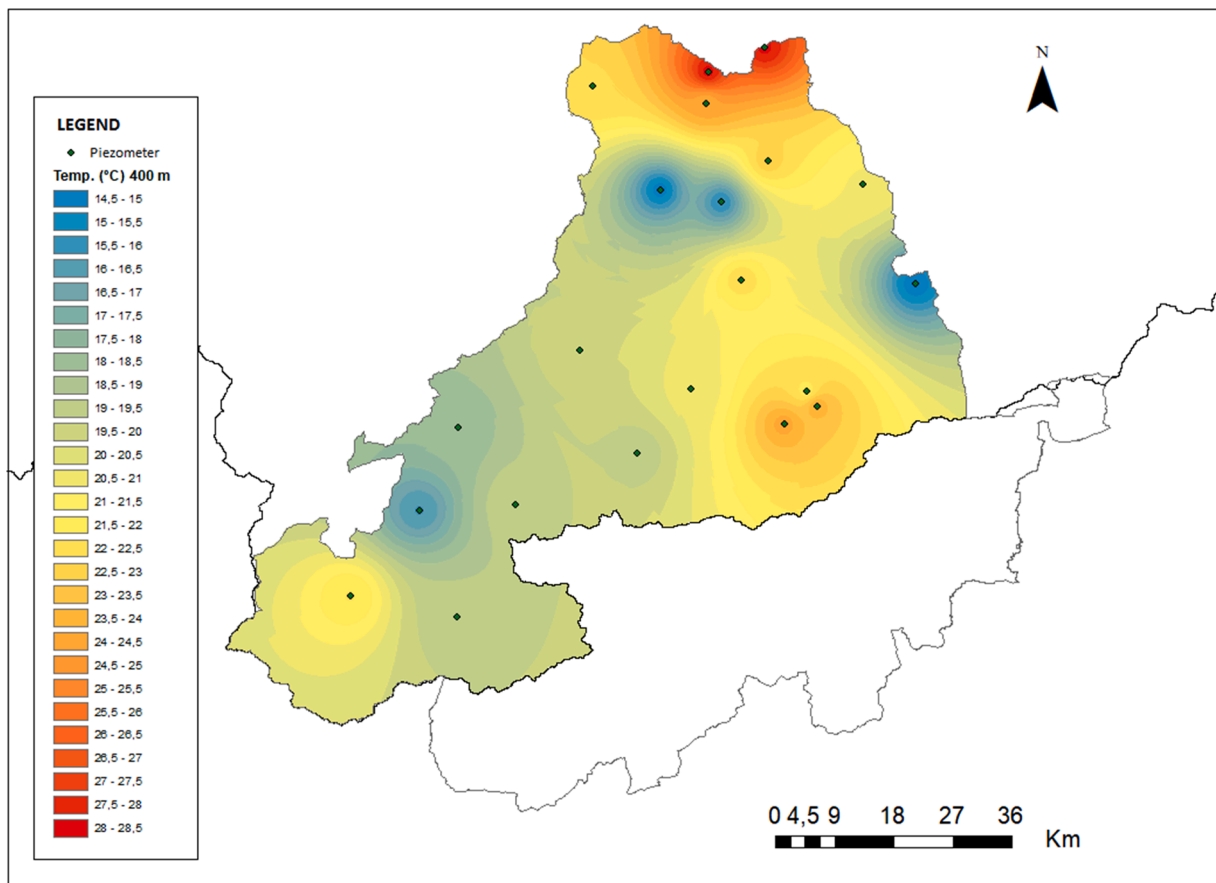 N
LEGEND
Piezometer
Temp. (°C) 400 m
14,5 - 15
15 - 15,5
15,5 - 16
16 - 16,5
16,5 - 17
17 - 17,5
17,5 - 18
18 - 18,5
18,5 - 19
19 - 19,5
19,5 - 20
20 - 20,5
20,5 - 21
21 - 21,5
21,5 - 22
22 - 22,5
22,5 - 23
23 - 23,5
23,5 - 24
24 - 24,5
24,5 - 25
25 - 25,5
25,5 - 26
26 - 26,5
26,5 - 27
27 - 27,5
27,5 - 28
28 - 28,5
0 4,5 9 18 27 36
Km